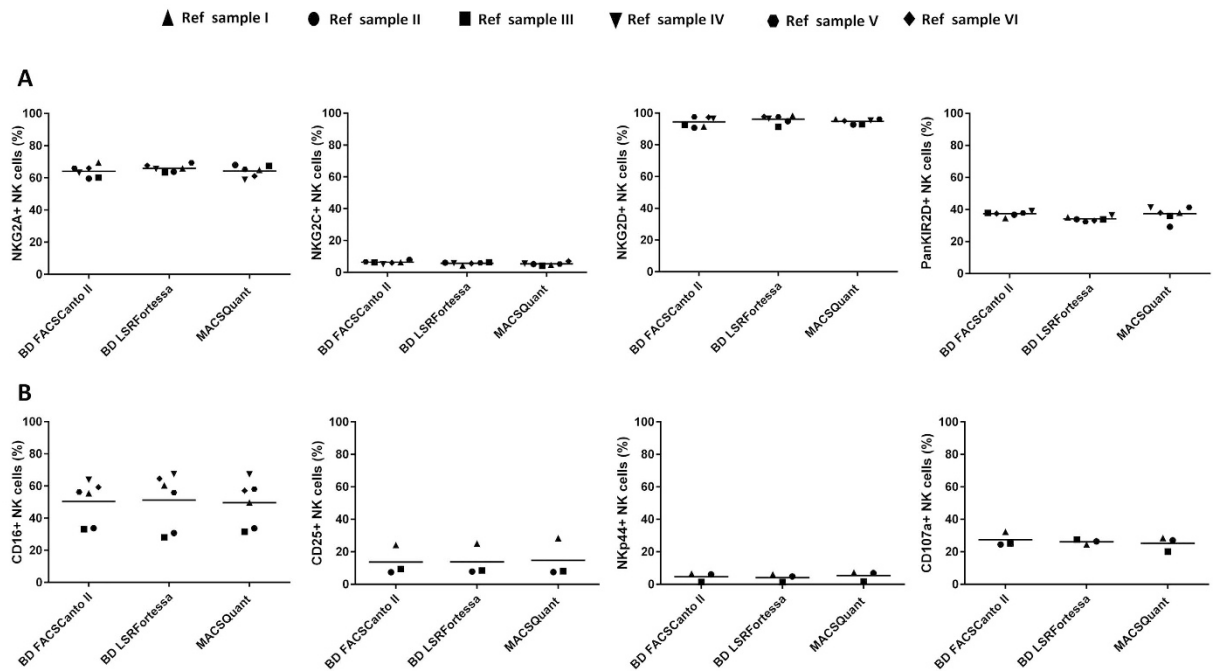 Ref sample I Ref sample II Ref sample III Ref sample IV Ref sample V Ref sample VI
A
NKG2A+ NK cells (%)
100
80
60
40
20
0
BD FACSCanto II
BD LSRFortessa
MACSQuant
NKG2C+ NK cells (%)
100
80
60
40
20
0
BD FACSCanto II
BD LSRFortessa
MACSQuant
NKG2D+ NK cells (%)
100
80
60
40
20
0
BD FACSCanto II
BD LSRFortessa
MACSQuant
PanKIR2D+ NK cells (%)
100
80
60
40
20
0
BD FACSCanto II
BD LSRFortessa
MACSQuant
B
CD16+ NK cells (%)
100
80
60
40
20
0
BD FACSCanto II
BD LSRFortessa
MACSQuant
CD25+ NK cells (%)
100
80
60
40
20
0
BD FACSCanto II
BD LSRFortessa
MACSQuant
NKp44+ NK cells (%)
100
80
60
40
20
0
BD FACSCanto II
BD LSRFortessa
MACSQuant
CD107a+ NK cells (%)
100
80
60
40
20
0
BD FACSCanto II
BD LSRFortessa
MACSQuant